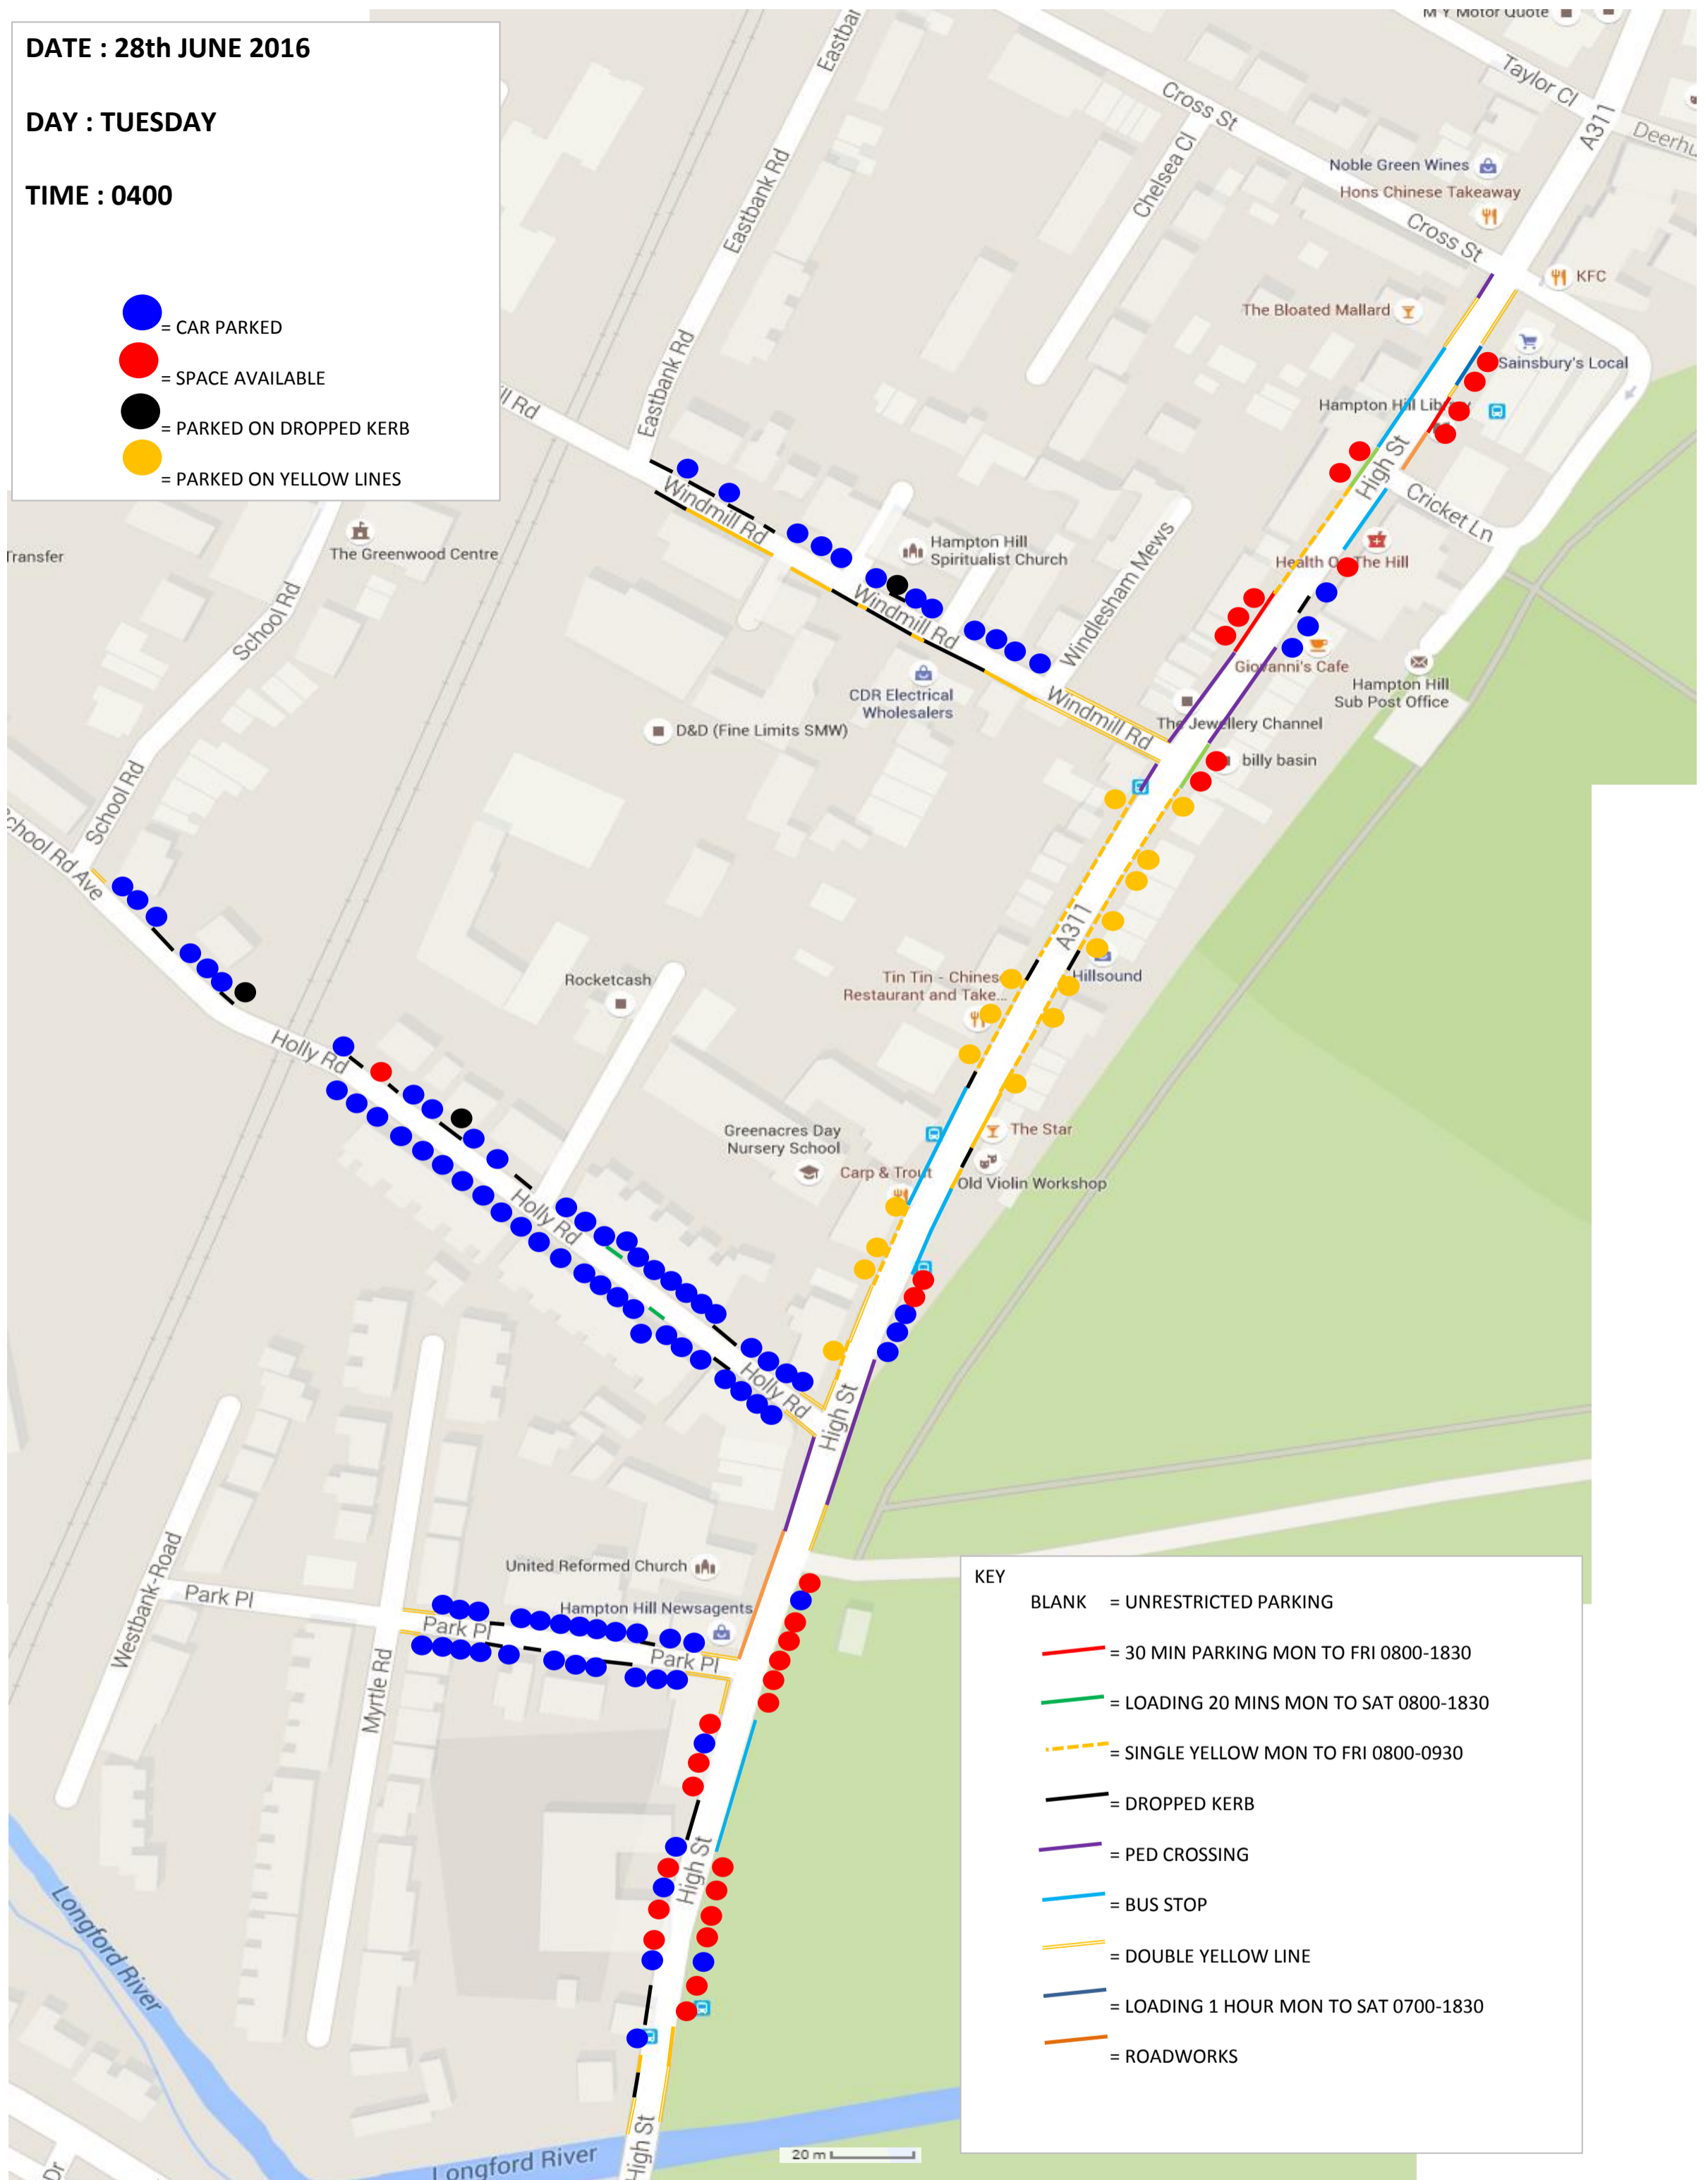 DATE : 28th JUNE 2016
DAY : TUESDAY
TIME : 0400
= CAR PARKED
= SPACE AVAILABLE
= PARKED ON DROPPED KERB
= PARKED ON YELLOW LINES
M Y Motor Quote
Eastbar
Taylor Cl
A311
Cross St
Deerhu
Chelsea Cl
Eastbank Rd
Noble Green Wines
Hons Chinese Takeaway
Cross St
KFC
The Bloated Mallard
Sainsbury's Local
Eastbank Rd
ll Rd
Hampton Hill Library
High St
Cricket Ln
Windmill Rd
Transfer
The Greenwood Centre
Hampton Hill
Spiritualist Church
Health On The Hill
Windmill Rd
Windlesham Mews
School Rd
Giovanni's Cafe
Hampton Hill
Sub Post Office
CDR Electrical
Wholesalers
Windmill Rd
The Jewellery Channel
D&D (Fine Limits SMW)
billy basin
School Rd
School Rd Ave
A311
Rocketcash
Tin Tin - Chines
Restaurant and Take...
Hillsound
Holly Rd
Greenacres Day
Nursery School
The Star
Carp & Trout
Old Violin Workshop
Holly Rd
Holly Rd
High St
United Reformed Church
Westbank-Road
Park Pl
Hampton Hill Newsagents
Park Pl
Park Pl
Myrtle Rd
High St
High St
Longford River
Longford River
Dr
20 m
KEY
BLANK = UNRESTRICTED PARKING
= 30 MIN PARKING MON TO FRI 0800-1830
= LOADING 20 MINS MON TO SAT 0800-1830
= SINGLE YELLOW MON TO FRI 0800-0930
= DROPPED KERB
= PED CROSSING
= BUS STOP
= DOUBLE YELLOW LINE
= LOADING 1 HOUR MON TO SAT 0700-1830
= ROADWORKS